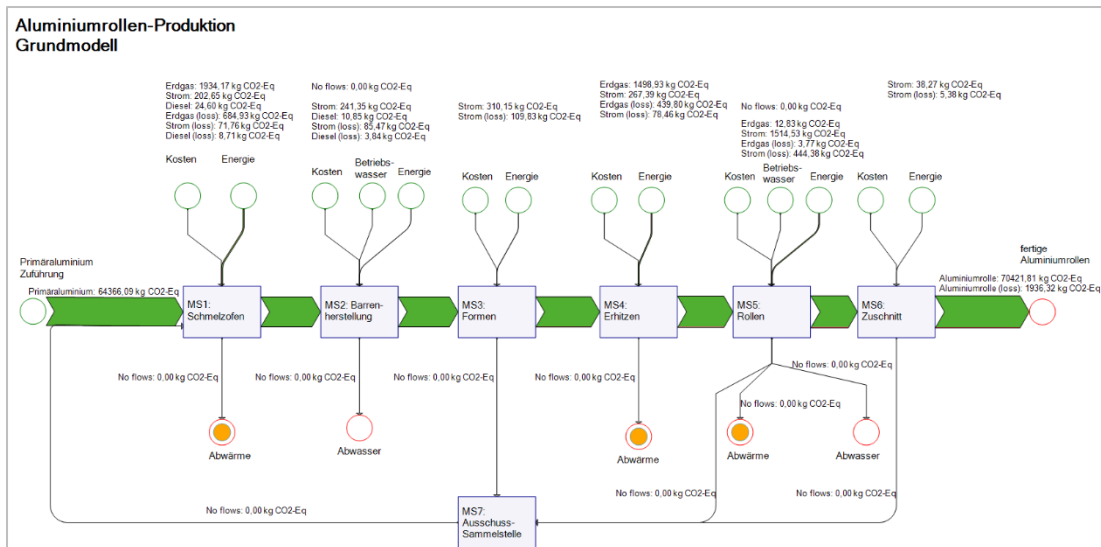 Aluminiumrollen-Produktion
Grundmodell
Erdgas: 1934,17 kg CO2-Eq
Strom: 202,65 kg CO2-Eq
Diesel: 24,60 kg CO2-Eq
Erdgas (loss): 684,93 kg CO2-Eq
Strom (loss): 71,76 kg CO2-Eq
Diesel (loss): 8,71 kg CO2-Eq
No flows: 0,00 kg CO2-Eq
Strom: 241,35 kg CO2-Eq
Diesel: 10,85 kg CO2-Eq
Strom (loss): 85,47 kg CO2-Eq
Diesel (loss): 3,84 kg CO2-Eq
Strom: 310,15 kg CO2-Eq
Strom (loss): 109,83 kg CO2-Eq
Erdgas: 1498,93 kg CO2-Eq
Strom: 267,39 kg CO2-Eq
Erdgas (loss): 439,80 kg CO2-Eq
Strom (loss): 78,46 kg CO2-Eq
No flows: 0,00 kg CO2-Eq
Erdgas: 12,83 kg CO2-Eq
Strom: 1514,53 kg CO2-Eq
Erdgas (loss): 3,77 kg CO2-Eq
Strom (loss): 444,38 kg CO2-Eq
Strom: 38,27 kg CO2-Eq
Strom (loss): 5,38 kg CO2-Eq
Kosten
Energie
Kosten
Betriebs-
wasser
Energie
Kosten
Energie
Kosten
Energie
Kosten
Betriebs-
wasser
Energie
Kosten
Energie
Primäraluminium
Zuführung
Primäraluminium: 64366,09 kg CO2-Eq
MS1:
Schmelzofen
MS2: Barren-
herstellung
MS3:
Formen
MS4:
Erhitzen
MS5:
Rollen
MS6:
Zuschnitt
fertige
Aluminiumrollen
Aluminiumrolle: 70421,81 kg CO2-Eq
Aluminiumrolle (loss): 1936,32 kg CO2-Eq
No flows: 0,00 kg CO2-Eq
No flows: 0,00 kg CO2-Eq
No flows: 0,00 kg CO2-Eq
No flows: 0,00 kg CO2-Eq
No flows: 0,00 kg CO2-Eq
No flows: 0,00 kg CO2-Eq
Abwärme
Abwasser
Abwärme
Abwärme
Abwasser
No flows: 0,00 kg CO2-Eq
No flows: 0,00 kg CO2-Eq
No flows: 0,00 kg CO2-Eq
MS7:
Ausschuss-
Sammelstelle